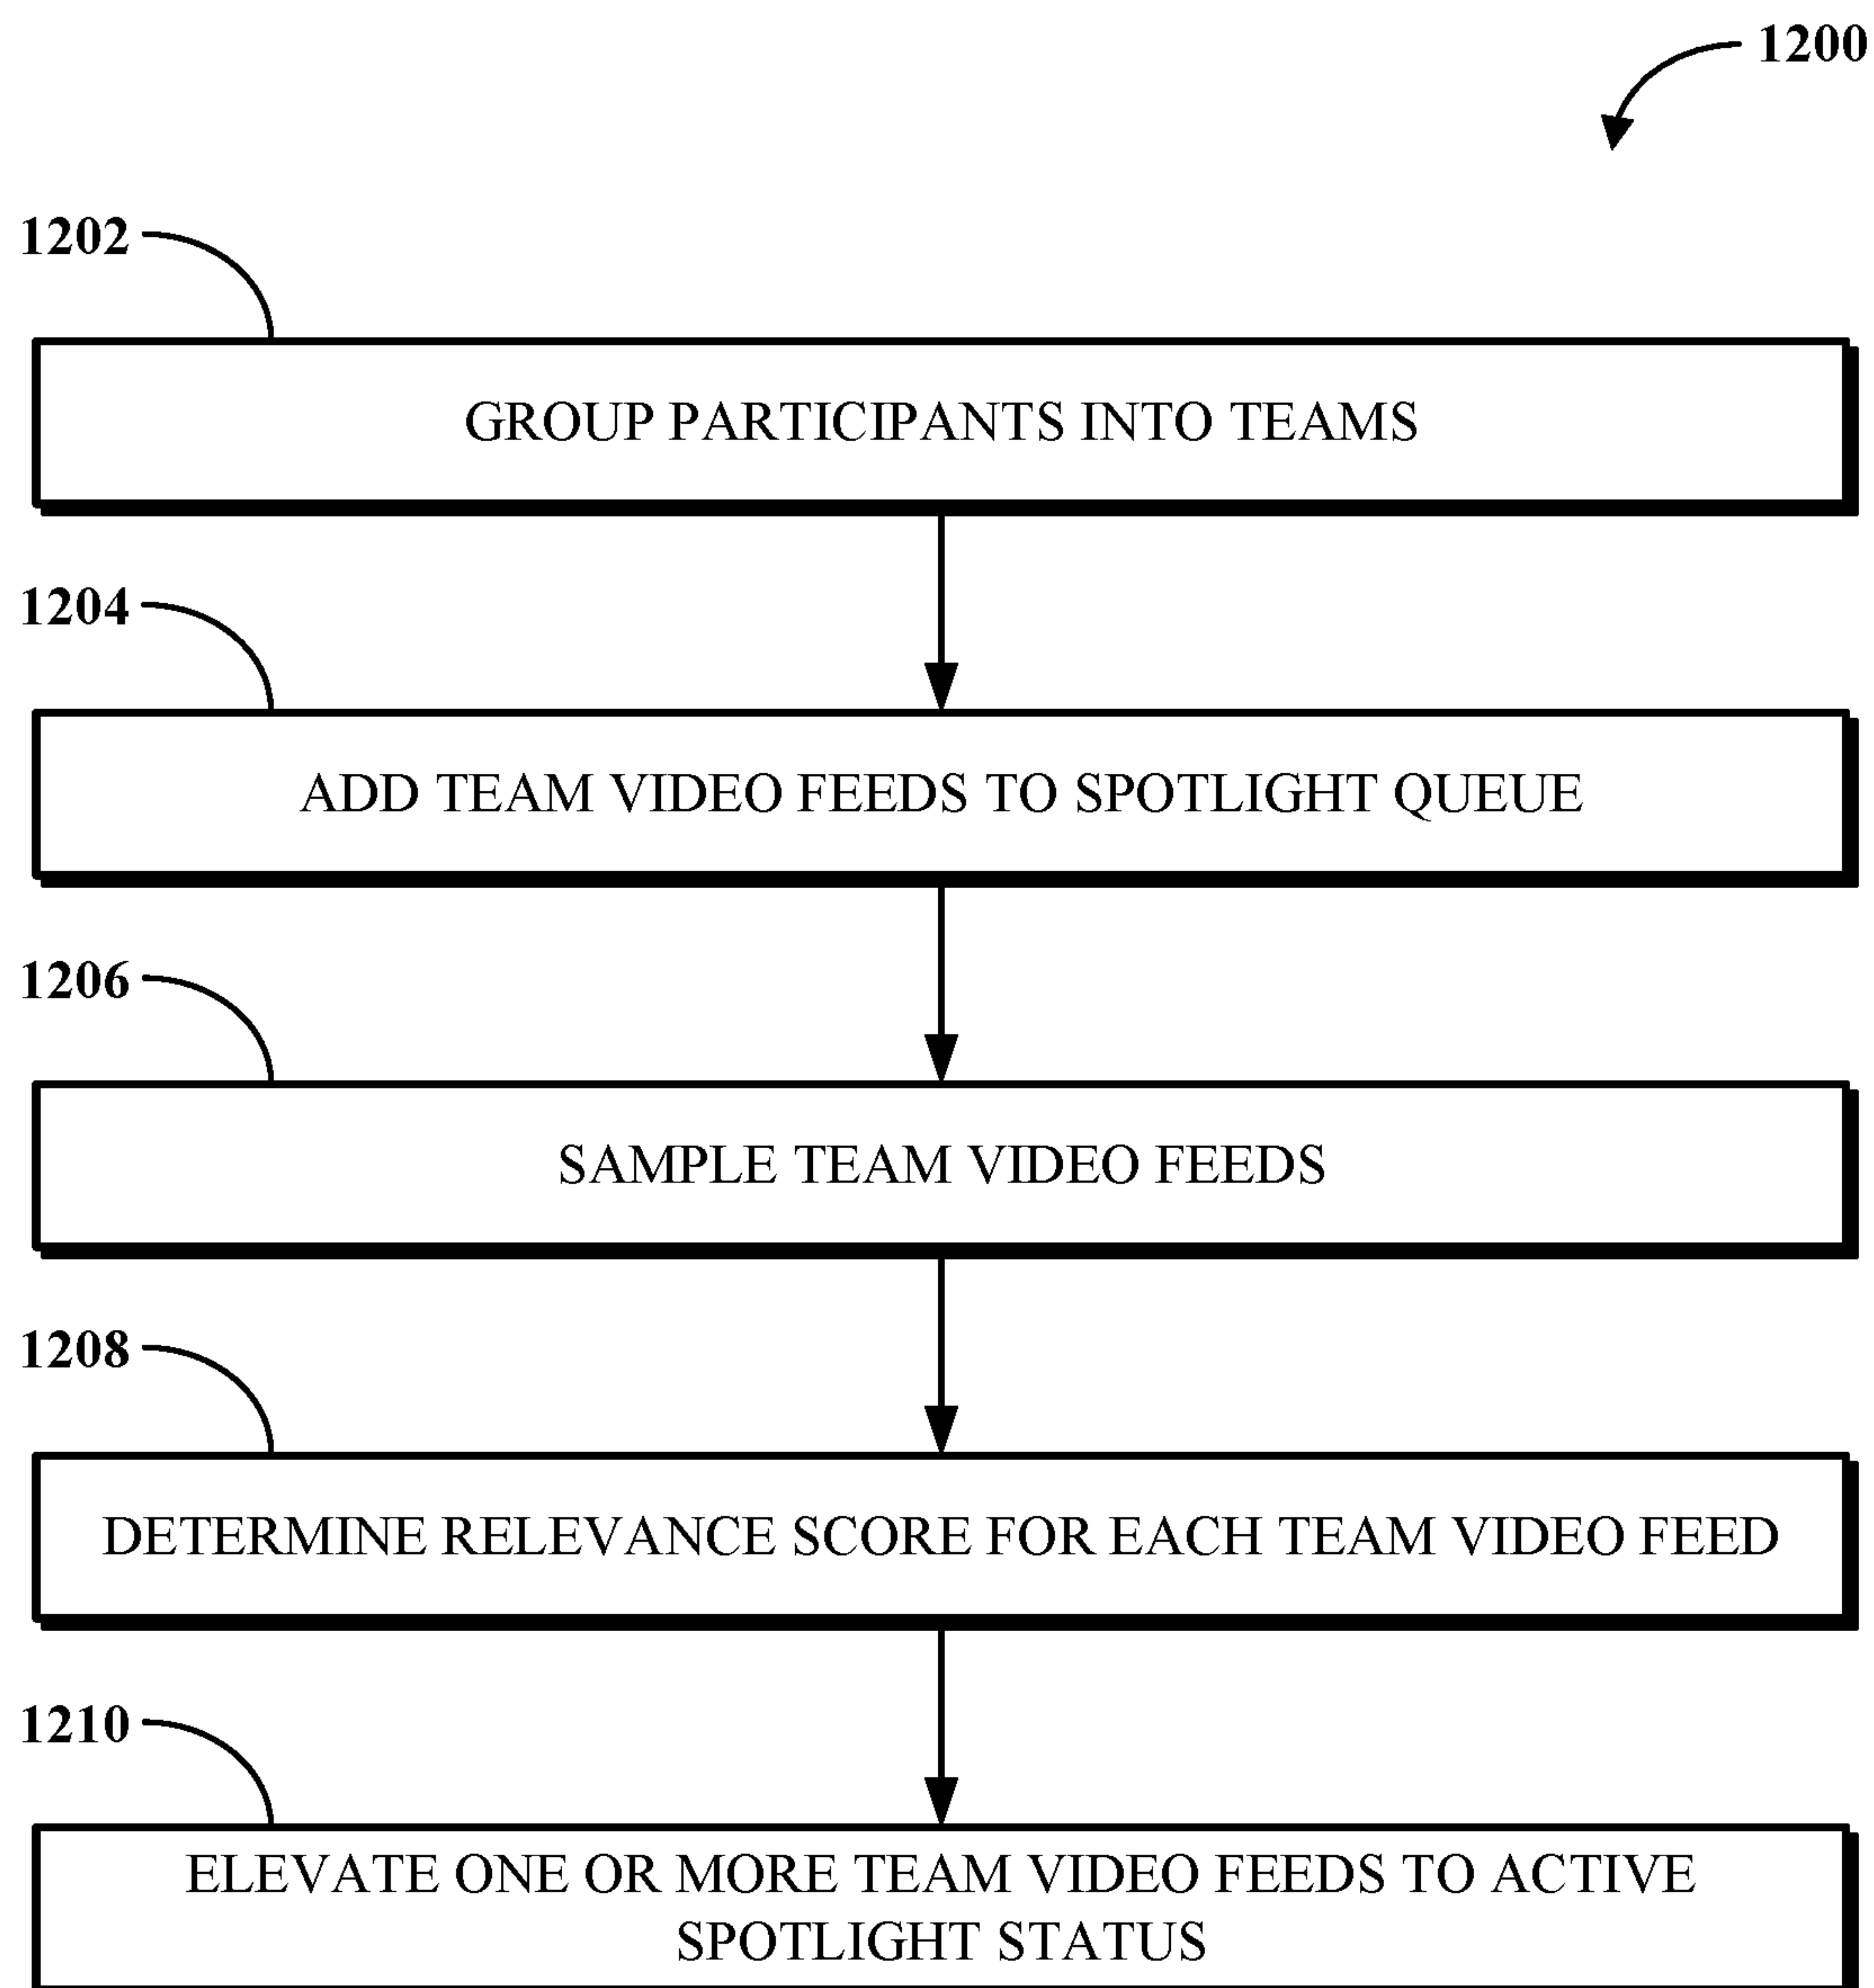 1200
1202
GROUP PARTICIPANTS INTO TEAMS
1204
ADD TEAM VIDEO FEEDS TO SPOTLIGHT QUEUE
1206
SAMPLE TEAM VIDEO FEEDS
1208
DETERMINE RELEVANCE SCORE FOR EACH TEAM VIDEO FEED
1210
ELEVATE ONE OR MORE TEAM VIDEO FEEDS TO ACTIVE
SPOTLIGHT STATUS